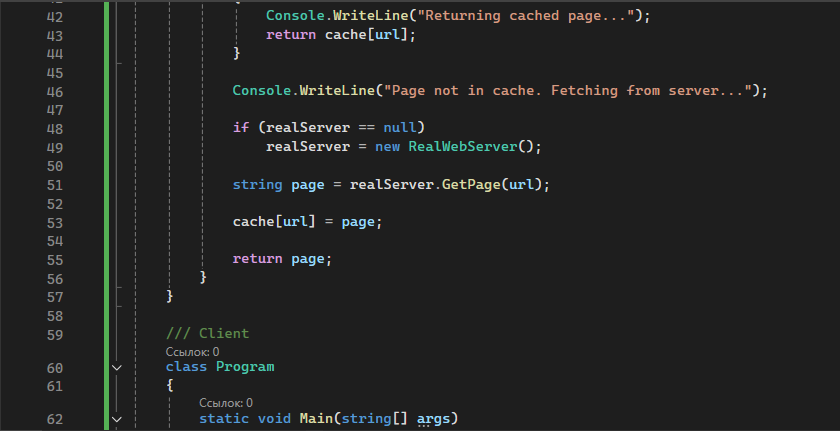 42 Console.WriteLine("Returning cached page...");
43 return cache[url];
44 }
45
46 Console.WriteLine("Page not in cache. Fetching from server...");
47
48 if (realServer == null)
49 realServer = new RealWebServer();
50
51 string page = realServer.GetPage(url);
52
53 cache[url] = page;
54
55 return page;
56 }
57 }
58
59 /// Client
Ссылок: 0
60 class Program
61 {
Ссылок: 0
62 static void Main(string[] args)